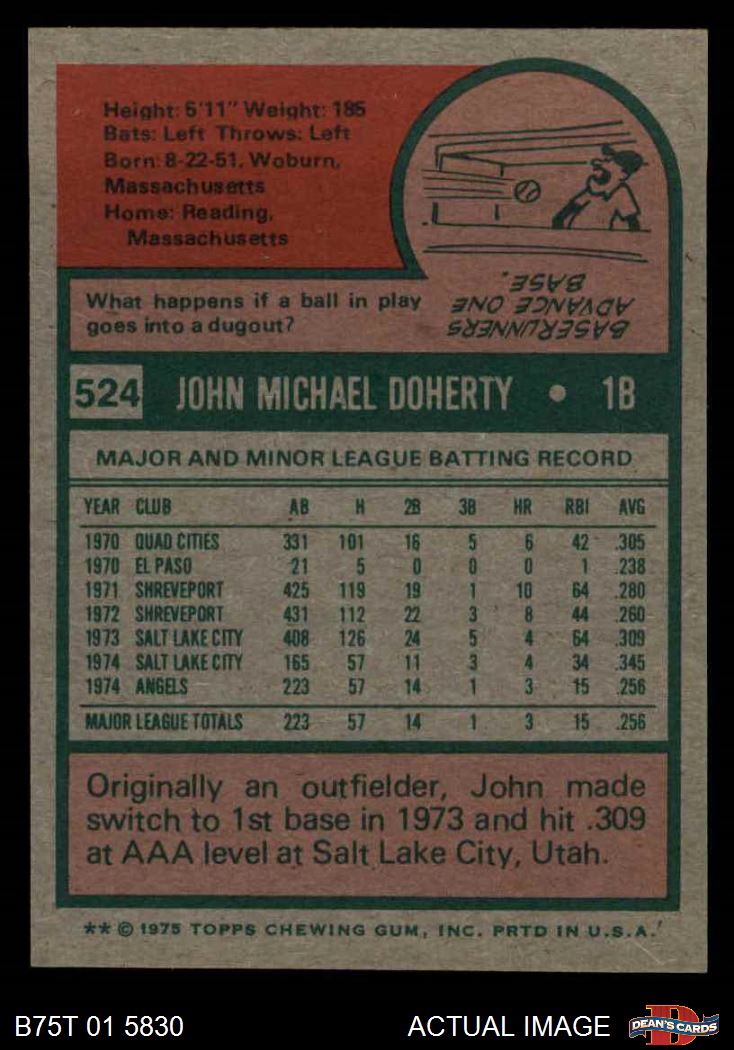 Height: 5'11" Weight: 185
Bats: Left Throws: Left
Born: 8-22-51, Woburn,
Massachusetts
Home: Reading,
Massachusetts
What happens if a ball in play
goes into a dugout?
BASERUNNERS
ADVANCE ONE
BASE.
524 JOHN MICHAEL DOHERTY • 1B
MAJOR AND MINOR LEAGUE BATTING RECORD
YEAR CLUB AB H 2B 3B HR RBI AVG
1970 QUAD CITIES 331 101 16 5 6 42 .305
1970 EL PASO 21 5 0 0 0 1 .238
1971 SHREVEPORT 425 119 19 1 10 64 .280
1972 SHREVEPORT 431 112 22 3 8 44 .260
1973 SALT LAKE CITY 408 126 24 5 4 64 .309
1974 SALT LAKE CITY 165 57 11 3 4 34 .345
1974 ANGELS 223 57 14 1 3 15 .256
MAJOR LEAGUE TOTALS 223 57 14 1 3 15 .256
Originally an outfielder, John made
switch to 1st base in 1973 and hit .309
at AAA level at Salt Lake City, Utah.
** © 1975 TOPPS CHEWING GUM, INC. PRTD IN U.S.A.
B75T 01 5830 ACTUAL IMAGE
D
DEAN'S CARDS